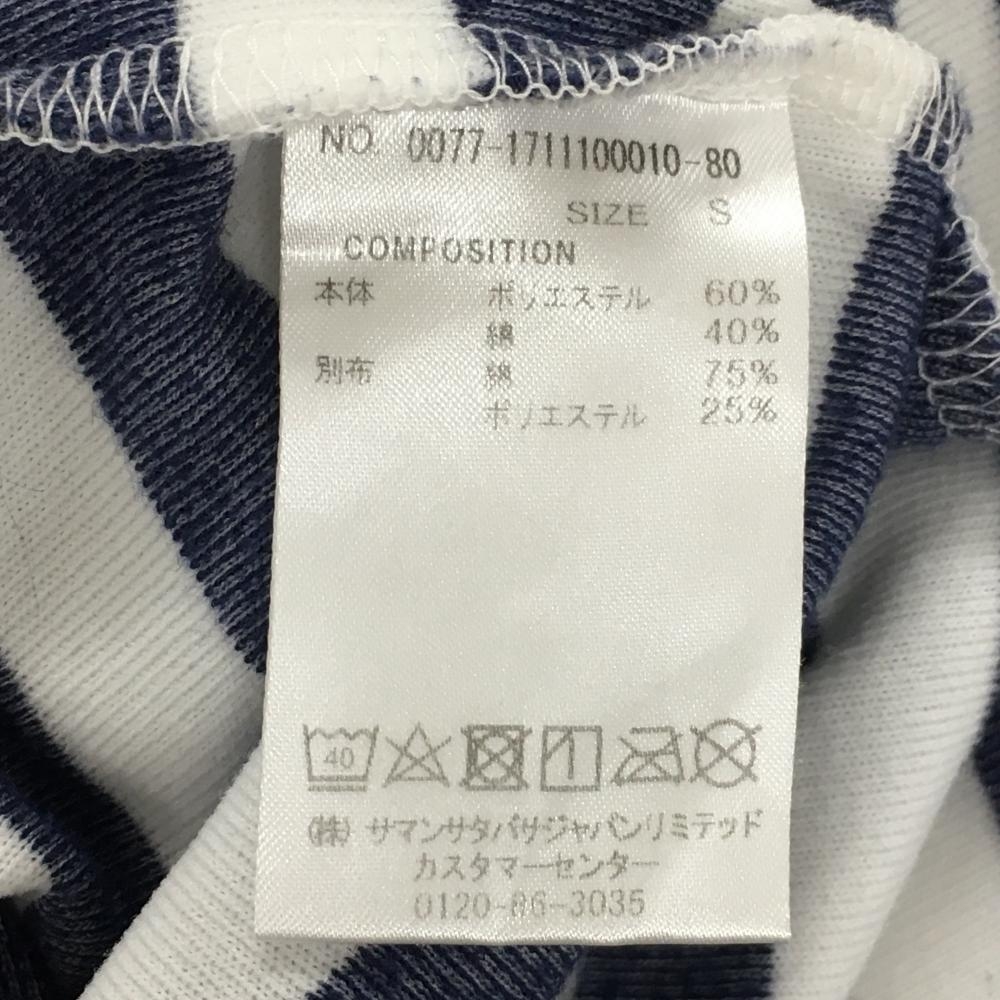 NO. 0077-1711100010-80
SIZE S
COMPOSITION
本体 ポリエステル 60%
綿 40%
別布 綿 75%
ポリエステル 25%
40
(株) サマンサタバサジャパンリミテッド
カスタマーセンター
0120-86-3035